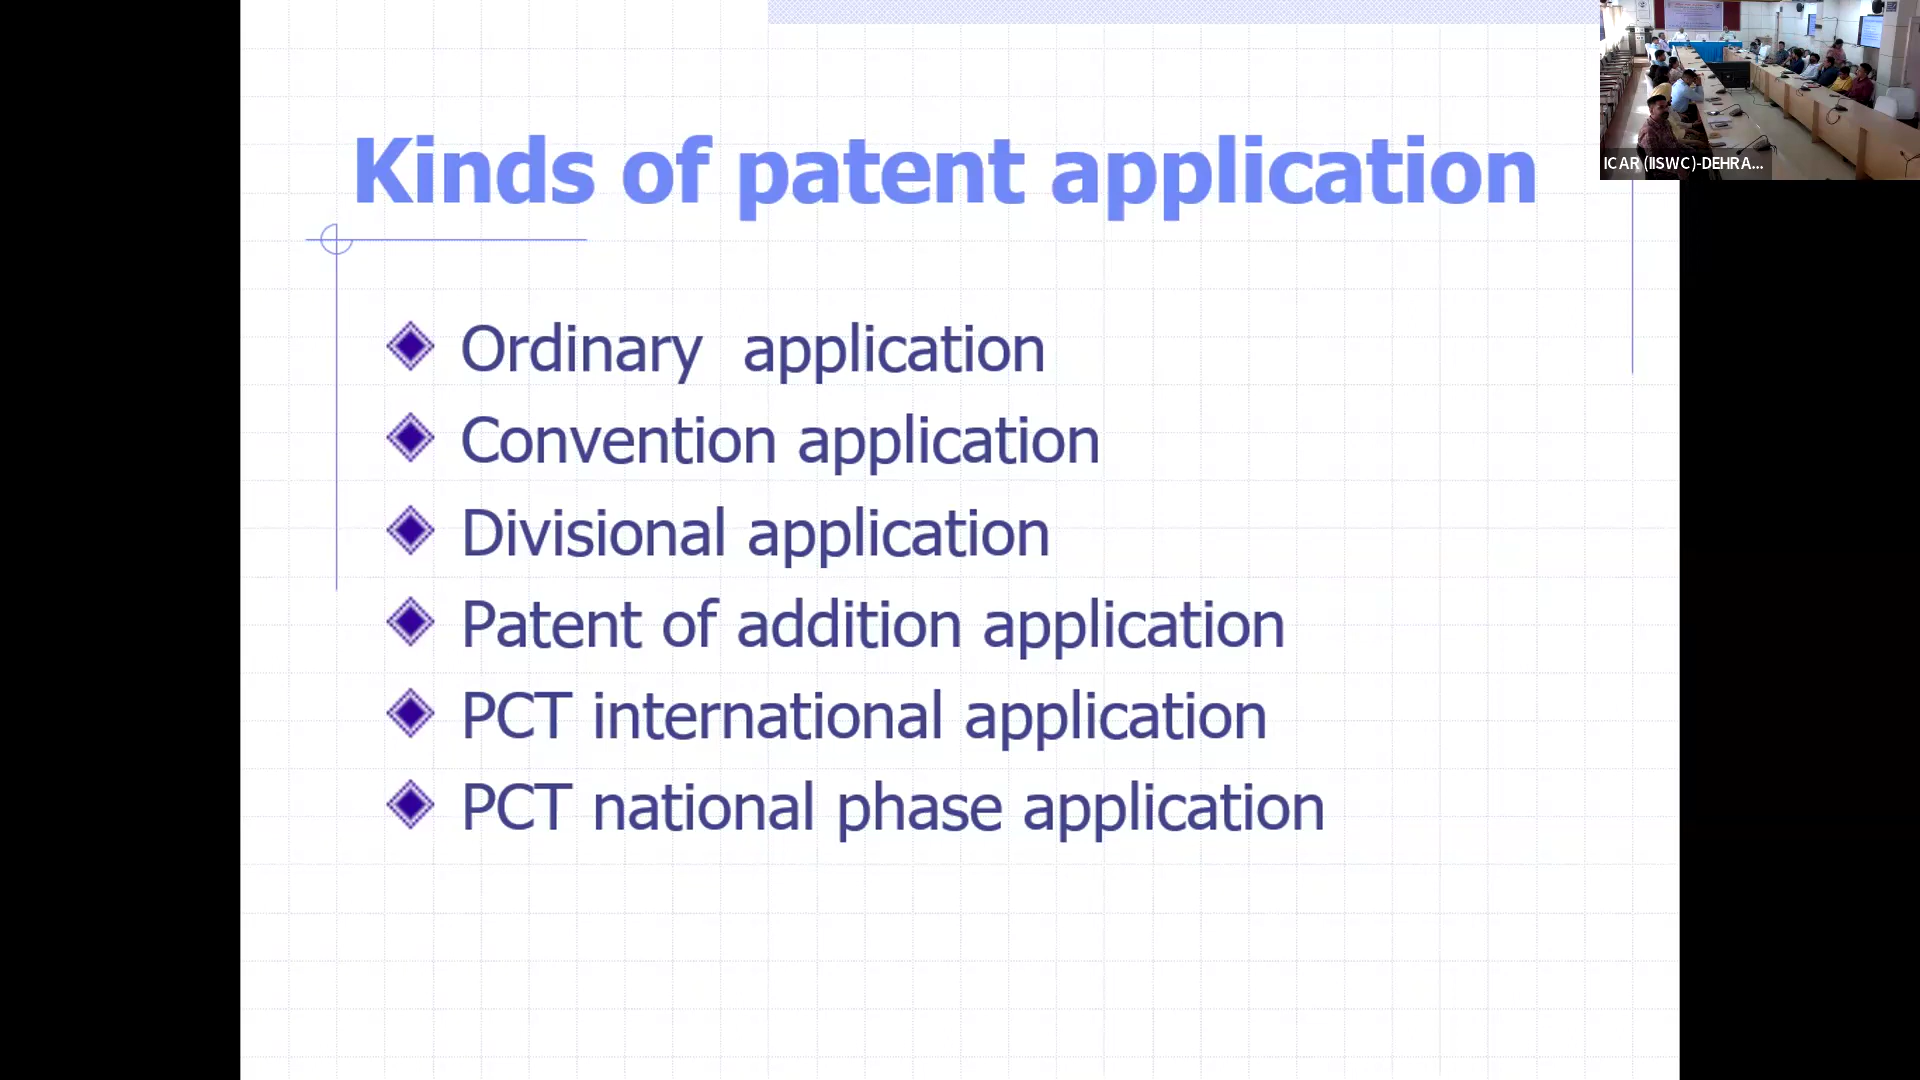 Kinds of patent application
ICAR (IISWC)-DEHRA...
Ordinary application
Convention application
Divisional application
Patent of addition application
PCT international application
PCT national phase application